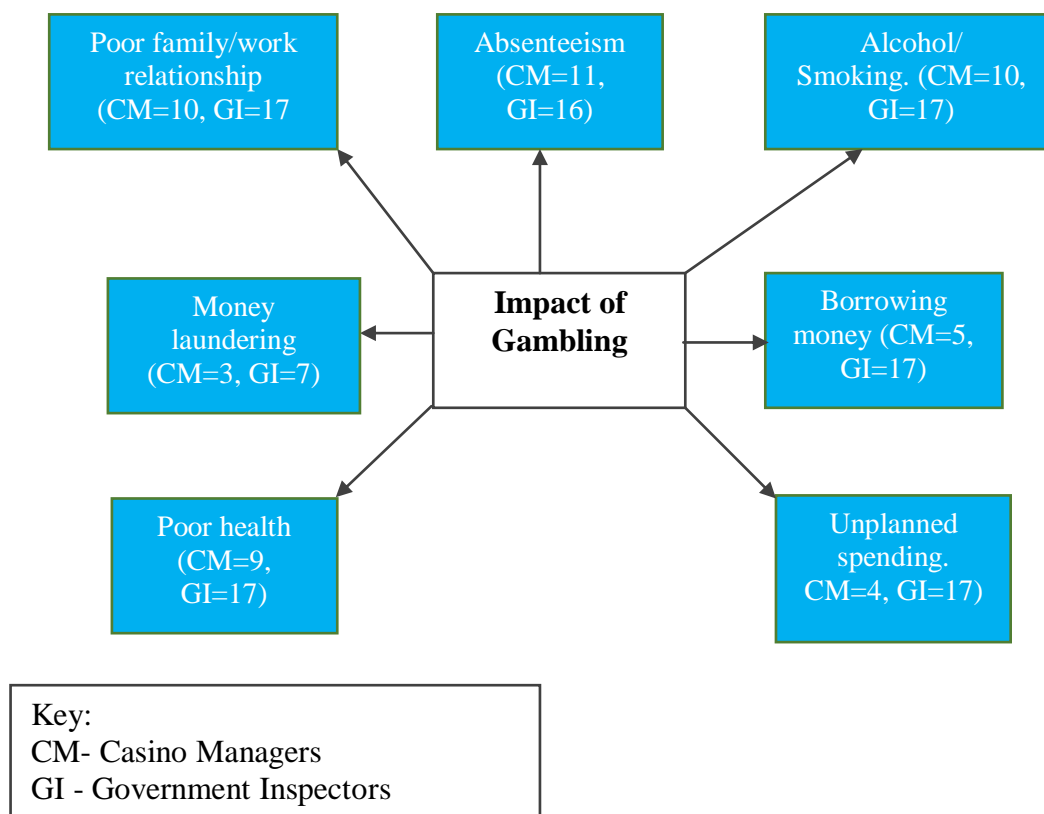 Poor family/work
relationship
(CM=10, GI=17
Absenteeism
(CM=11,
GI=16)
Alcohol/
Smoking. (CM=10,
GI=17)
Money
laundering
(CM=3, GI=7)
Impact of
Gambling
Borrowing
money (CM=5,
GI=17)
Poor health
(CM=9,
GI=17)
Unplanned
spending.
CM=4, GI=17)
Key:
CM- Casino Managers
GI - Government Inspectors